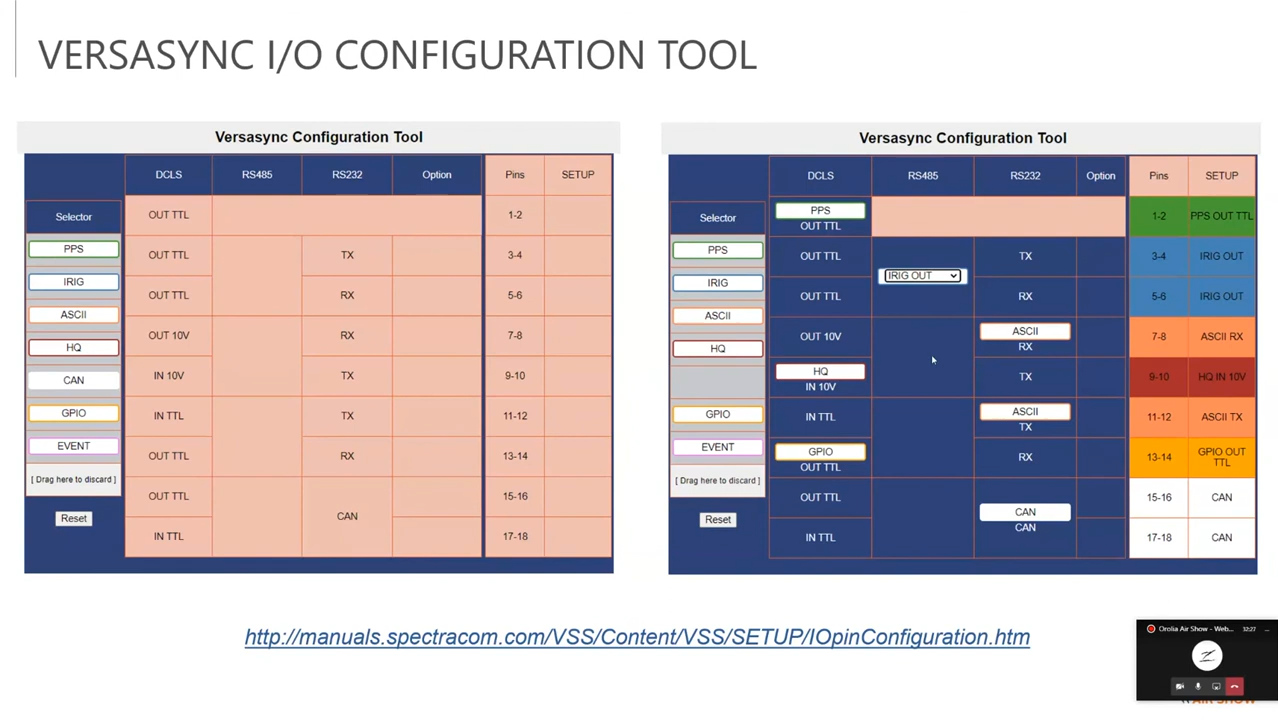 VERSASYNC I/O CONFIGURATION TOOL
Versasync Configuration Tool
DCLS RS485 RS232 Option Pins SETUP
Selector OUT TTL 1-2
PPS OUT TTL TX 3-4
IRIG OUT TTL RX 5-6
ASCII
HQ OUT 10V RX 7-8
CAN IN 10V TX 9-10
GPIO IN TTL TX 11-12
EVENT OUT TTL RX 13-14
[ Drag here to discard ]
OUT TTL 15-16
Reset CAN
IN TTL 17-18
Versasync Configuration Tool
DCLS RS485 RS232 Option Pins SETUP
Selector PPS 1-2 PPS OUT TTL
OUT TTL
PPS OUT TTL TX 3-4 IRIG OUT
IRIG OUT
IRIG OUT TTL RX 5-6 IRIG OUT
ASCII
HQ OUT 10V ASCII 7-8 ASCII RX
RX
HQ TX 9-10 HQ IN 10V
IN 10V
GPIO IN TTL ASCII 11-12 ASCII TX
TX
EVENT GPIO RX 13-14 GPIO OUT
OUT TTL TTL
[ Drag here to discard ]
OUT TTL 15-16 CAN
Reset CAN
CAN
IN TTL 17-18 CAN
http://manuals.spectracom.com/VSS/Content/VSS/SETUP/IOpinConfiguration.htm
Orolia Air Show - Web... 32:27 ...
AIR SHOW